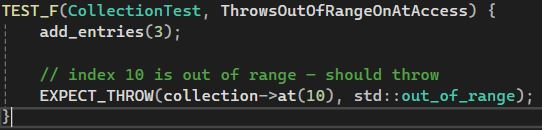 TEST_F(CollectionTest, ThrowsOutOfRangeOnAtAccess) {
    add_entries(3);

    // index 10 is out of range – should throw
    EXPECT_THROW(collection->at(10), std::out_of_range);
}